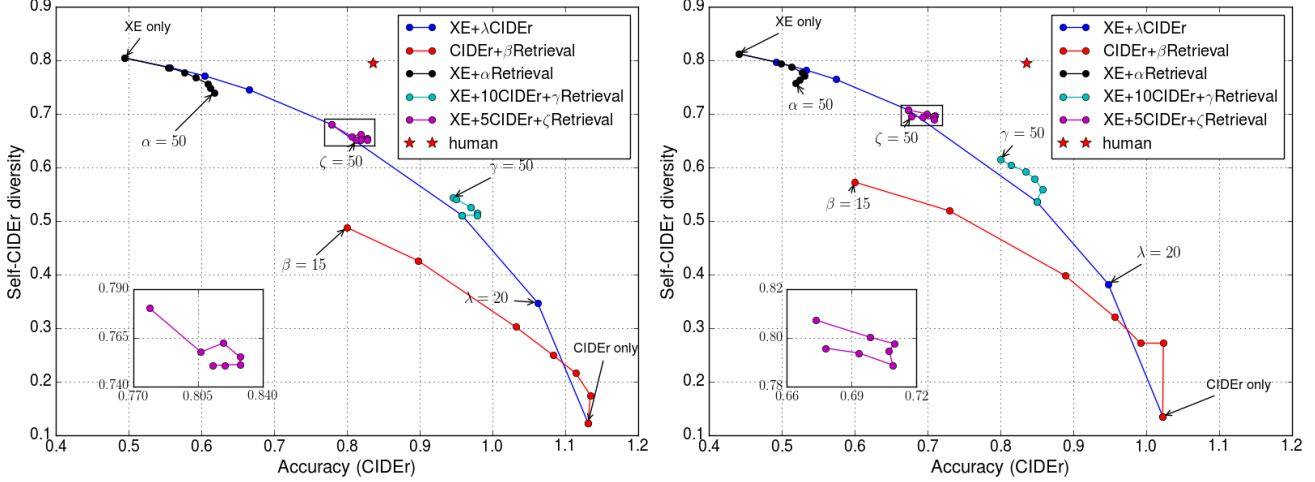 0.9
0.8
0.7
0.6
0.5
0.4
0.3
0.2
0.1
Self-CIDEr diversity
0.4 0.5 0.6 0.7 0.8 0.9 1.0 1.1 1.2
Accuracy (CIDEr)
XE only
α = 50
ζ = 50
γ = 50
β = 15
λ = 20
CIDEr only
XE+λCIDEr
CIDEr+βRetrieval
XE+αRetrieval
XE+10CIDEr+γRetrieval
XE+5CIDEr+ζRetrieval
human
0.790
0.765
0.740
0.770 0.805 0.840
0.9
0.8
0.7
0.6
0.5
0.4
0.3
0.2
0.1
Self-CIDEr diversity
0.4 0.5 0.6 0.7 0.8 0.9 1.0 1.1 1.2
Accuracy (CIDEr)
XE only
α = 50
ζ = 50
γ = 50
β = 15
λ = 20
CIDEr only
XE+λCIDEr
CIDEr+βRetrieval
XE+αRetrieval
XE+10CIDEr+γRetrieval
XE+5CIDEr+ζRetrieval
human
0.82
0.80
0.78
0.66 0.69 0.72